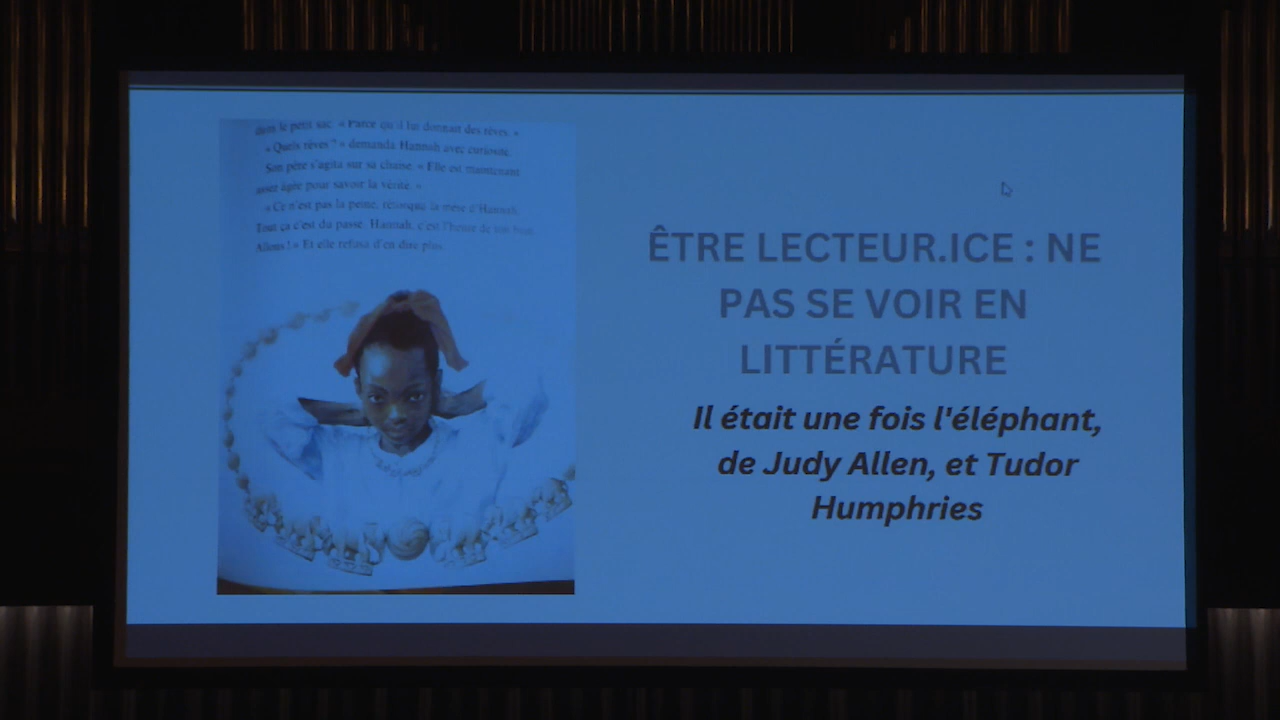 dans le petit sac. « Parce qu'il lui donnait des rêves. »
« Quels rêves ? » demanda Hannah avec curiosité.
Son père s'agita sur sa chaise. « Elle est maintenant
assez âgée pour savoir la vérité. »
« Ce n'est pas la peine, rétorqua la mère d'Hannah.
Tout ça c'est du passé. Hannah, c'est l'heure de ton bain.
Allons ! » Et elle refusa d'en dire plus.
ÊTRE LECTEUR.ICE : NE
PAS SE VOIR EN
LITTÉRATURE
Il était une fois l'éléphant,
de Judy Allen, et Tudor
Humphries